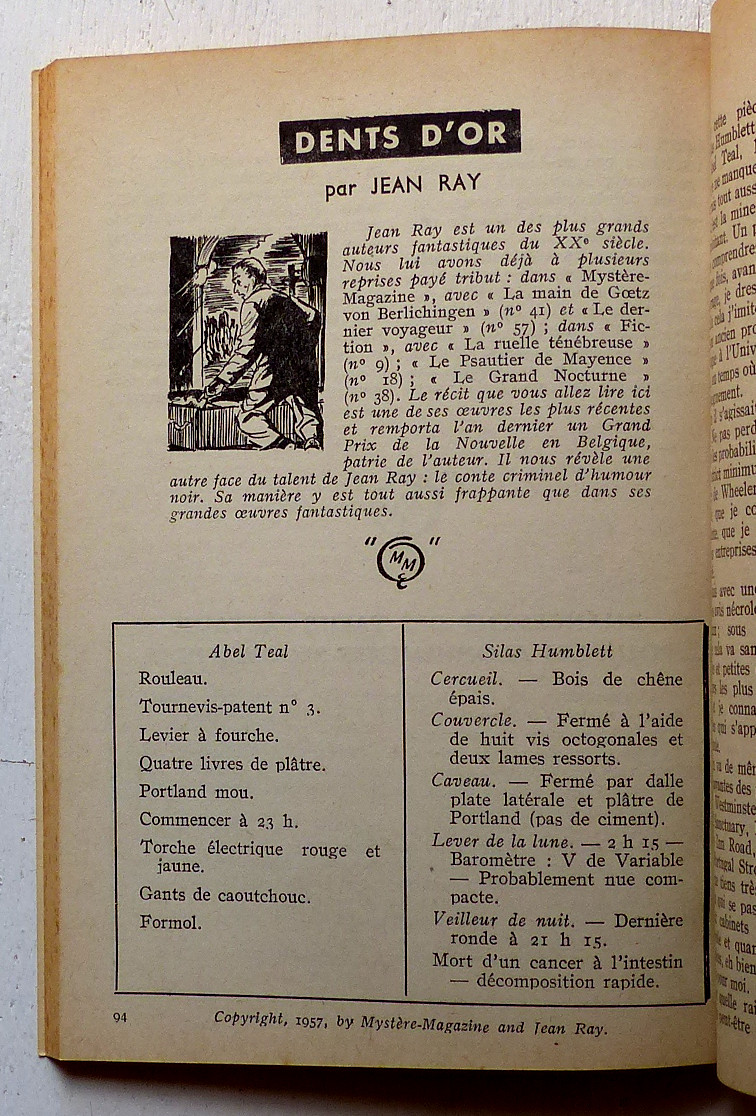 DENTS D'OR
par JEAN RAY
Jean Ray est un des plus grands
auteurs fantastiques du XXe siècle.
Nous lui avons déjà à plusieurs
reprises payé tribut : dans « Mystère-
Magazine », avec « La main de Gœtz
von Berlichingen » (no 41) et « Le der-
nier voyageur » (no 57) ; dans « Fic-
tion », avec « La ruelle ténébreuse »
(no 9) ; « Le Psautier de Mayence »
(no 18) ; « Le Grand Nocturne »
(no 38). Le récit que vous allez lire ici
est une de ses œuvres les plus récentes
et remporta l'an dernier un Grand
Prix de la Nouvelle en Belgique,
patrie de l'auteur. Il nous révèle une
autre face du talent de Jean Ray : le conte criminel d'humour
noir. Sa manière y est tout aussi frappante que dans ses
grandes œuvres fantastiques.
" MM "
Abel Teal
Rouleau.
Tournevis-patent no 3.
Levier à fourche.
Quatre livres de plâtre.
Portland mou.
Commencer à 23 h.
Torche électrique rouge et
jaune.
Gants de caoutchouc.
Formol.
Silas Humblett
Cercueil. — Bois de chêne
épais.
Couvercle. — Fermé à l'aide
de huit vis octogonales et
deux lames ressorts.
Caveau. — Fermé par dalle
plate latérale et plâtre de
Portland (pas de ciment).
Lever de la lune. — 2 h 15 —
Baromètre : V de Variable
— Probablement nue com-
pacte.
Veilleur de nuit. — Dernière
ronde à 21 h 15.
Mort d'un cancer à l'intestin
— décomposition rapide.
94
Copyright, 1957, by Mystère-Magazine and Jean Ray.